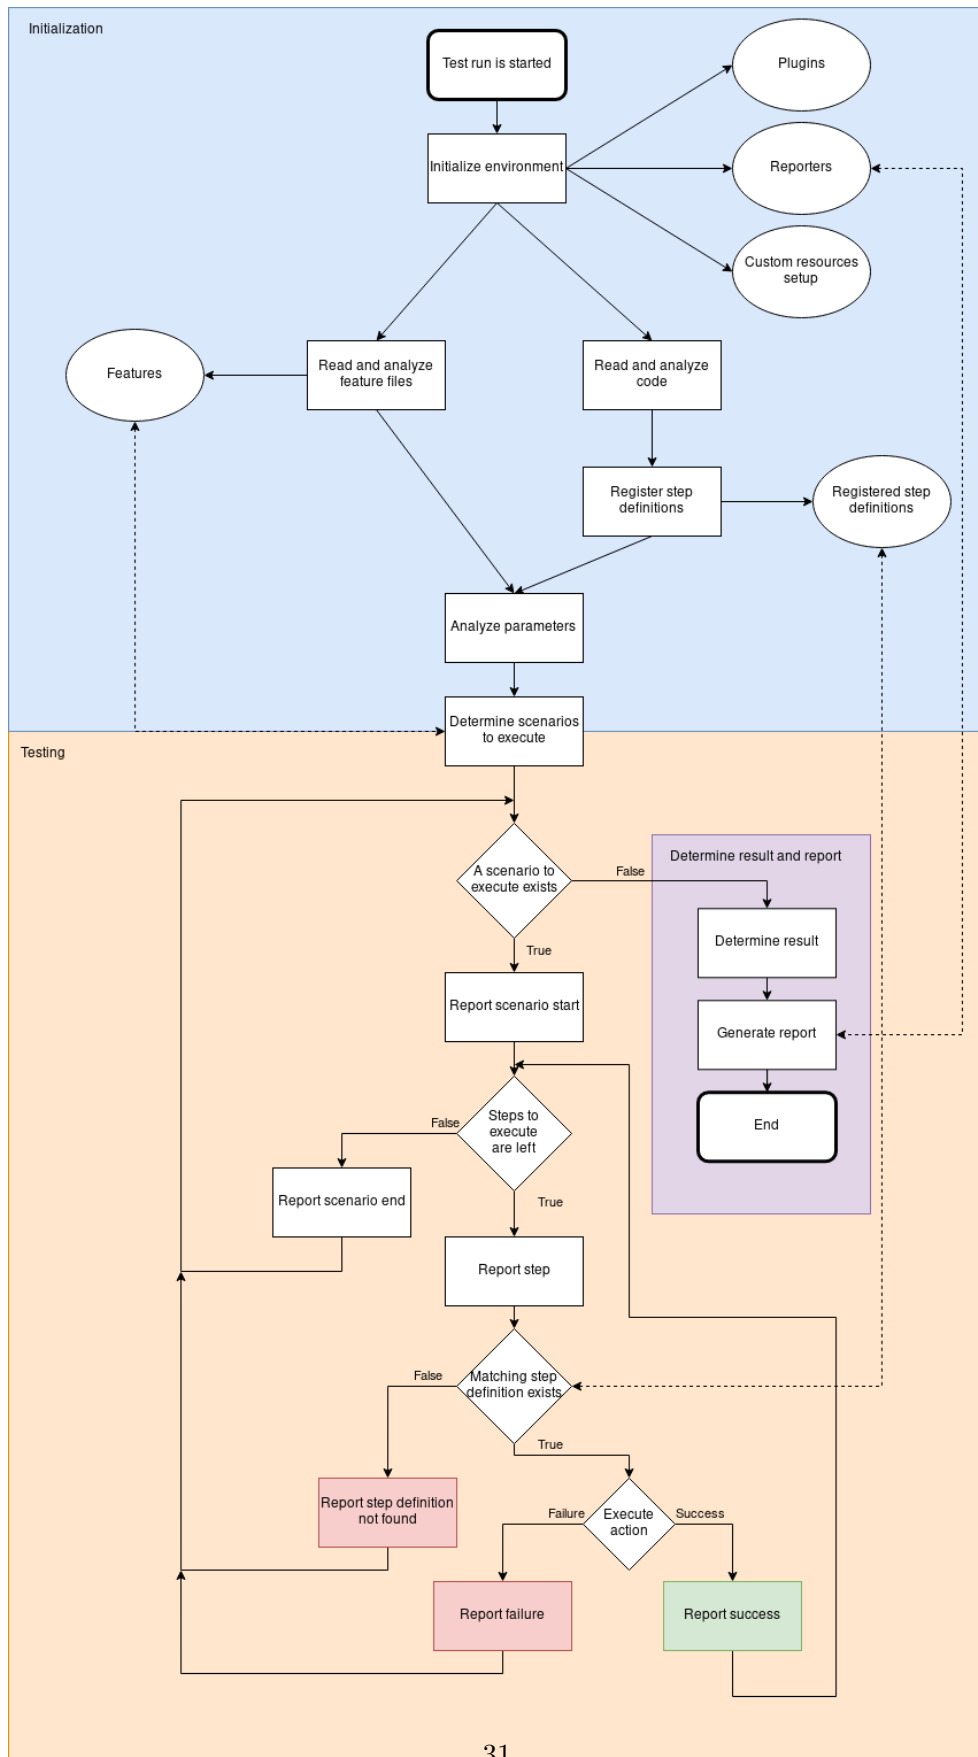 Initialization
Test run is started
Plugins
Initialize environment
Reporters
Custom resources
setup
Features
Read and analyze
feature files
Read and analyze
code
Register step
definitions
Registered step
definitions
Analyze parameters
Determine scenarios
to execute
Testing
A scenario to
execute exists
False
Determine result and report
Determine result
True
Report scenario start
Generate report
End
Steps to
execute
are left
False
Report scenario end
True
Report step
Matching step
definition exists
False
True
Report step definition
not found
Execute
action
Failure
Success
Report failure
Report success
31